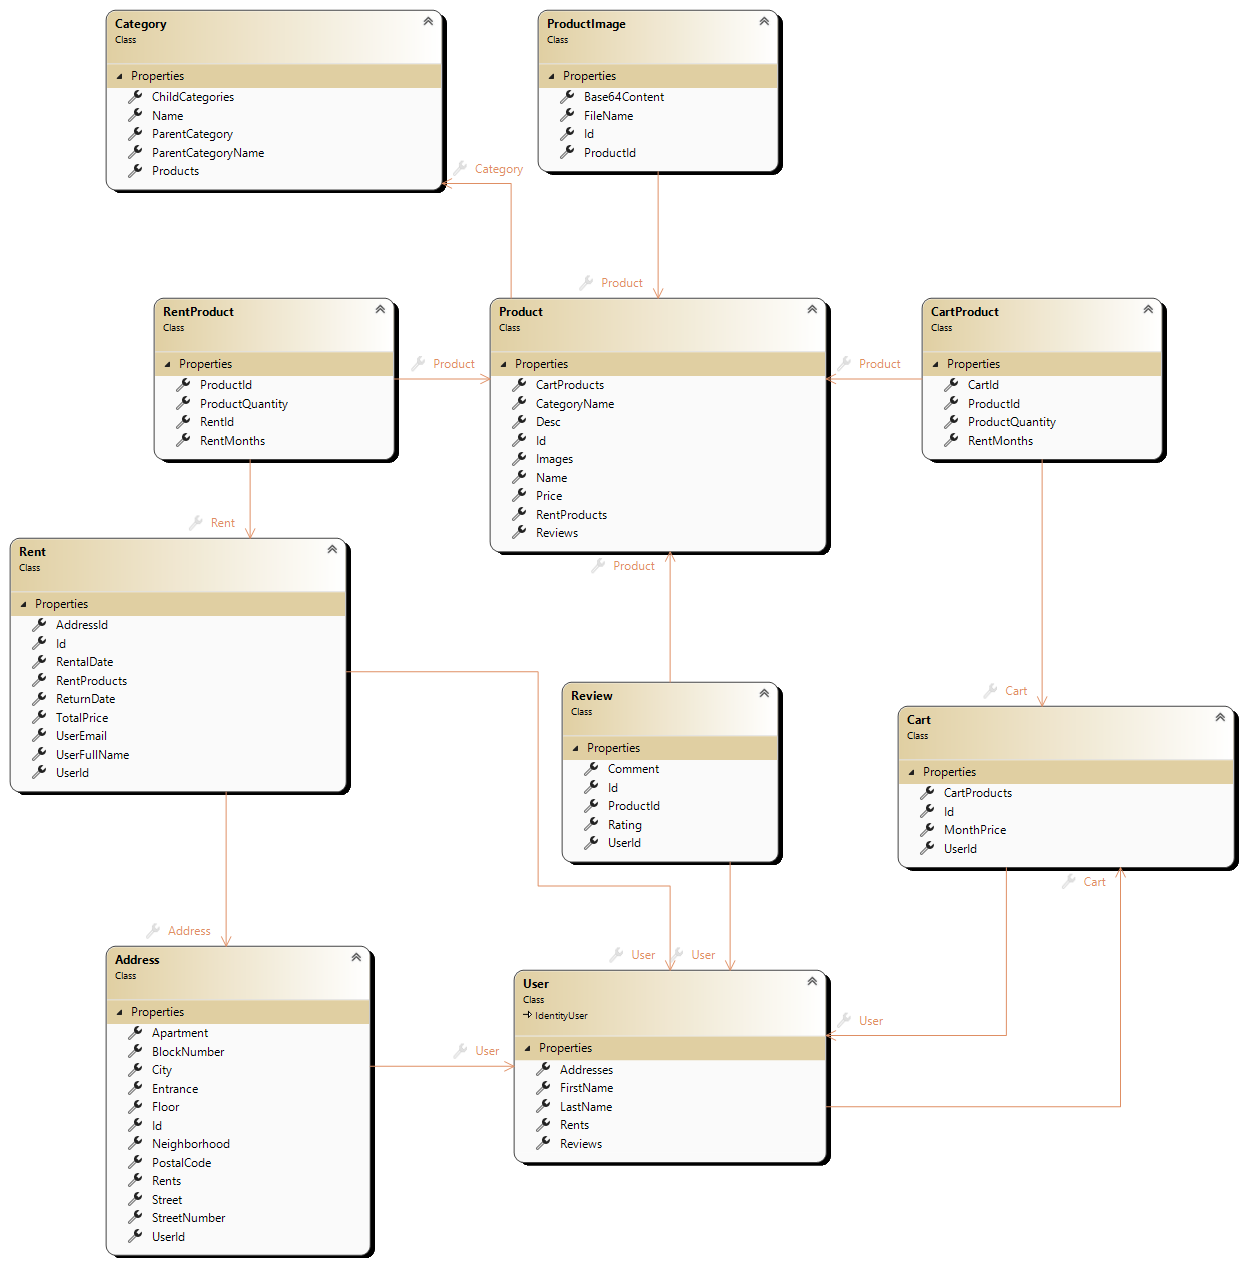 Category
Class
Properties
ChildCategories
Name
ParentCategory
ParentCategoryName
Products
ProductImage
Class
Properties
Base64Content
FileName
Id
ProductId
Category
Product
RentProduct
Class
Properties
ProductId
ProductQuantity
RentId
RentMonths
Product
Product
Class
Properties
CartProducts
CategoryName
Desc
Id
Images
Name
Price
RentProducts
Reviews
Product
CartProduct
Class
Properties
CartId
ProductId
ProductQuantity
RentMonths
Rent
Product
Rent
Class
Properties
AddressId
Id
RentalDate
RentProducts
ReturnDate
TotalPrice
UserEmail
UserFullName
UserId
Review
Class
Properties
Comment
Id
ProductId
Rating
UserId
Cart
Cart
Class
Properties
CartProducts
Id
MonthPrice
UserId
Cart
Address
User
User
Address
Class
Properties
Apartment
BlockNumber
City
Entrance
Floor
Id
Neighborhood
PostalCode
Rents
Street
StreetNumber
UserId
User
User
Class
IdentityUser
Properties
Addresses
FirstName
LastName
Rents
Reviews
User